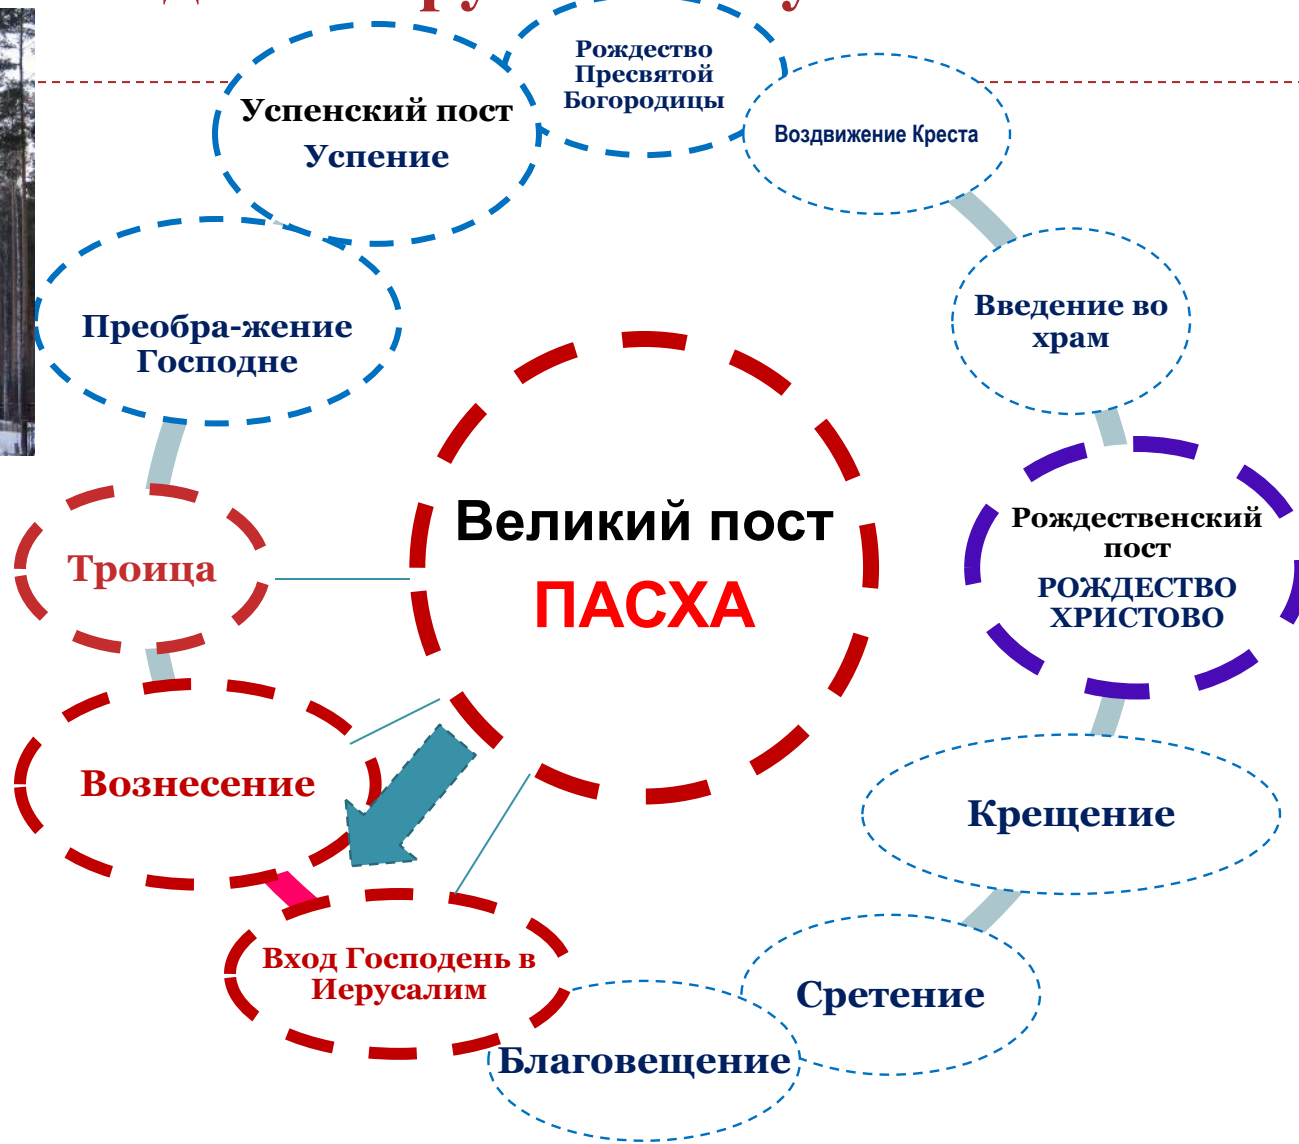 Рождество
Пресвятой
Богородицы
Воздвижение Креста
Введение во
храм
Рождественский
пост
РОЖДЕСТВО
ХРИСТОВО
Крещение
Сретение
Благовещение
Вход Господень в
Иерусалим
Вознесение
Троица
Преобра-жение
Господне
Успенский пост
Успение
Великий пост
ПАСХА